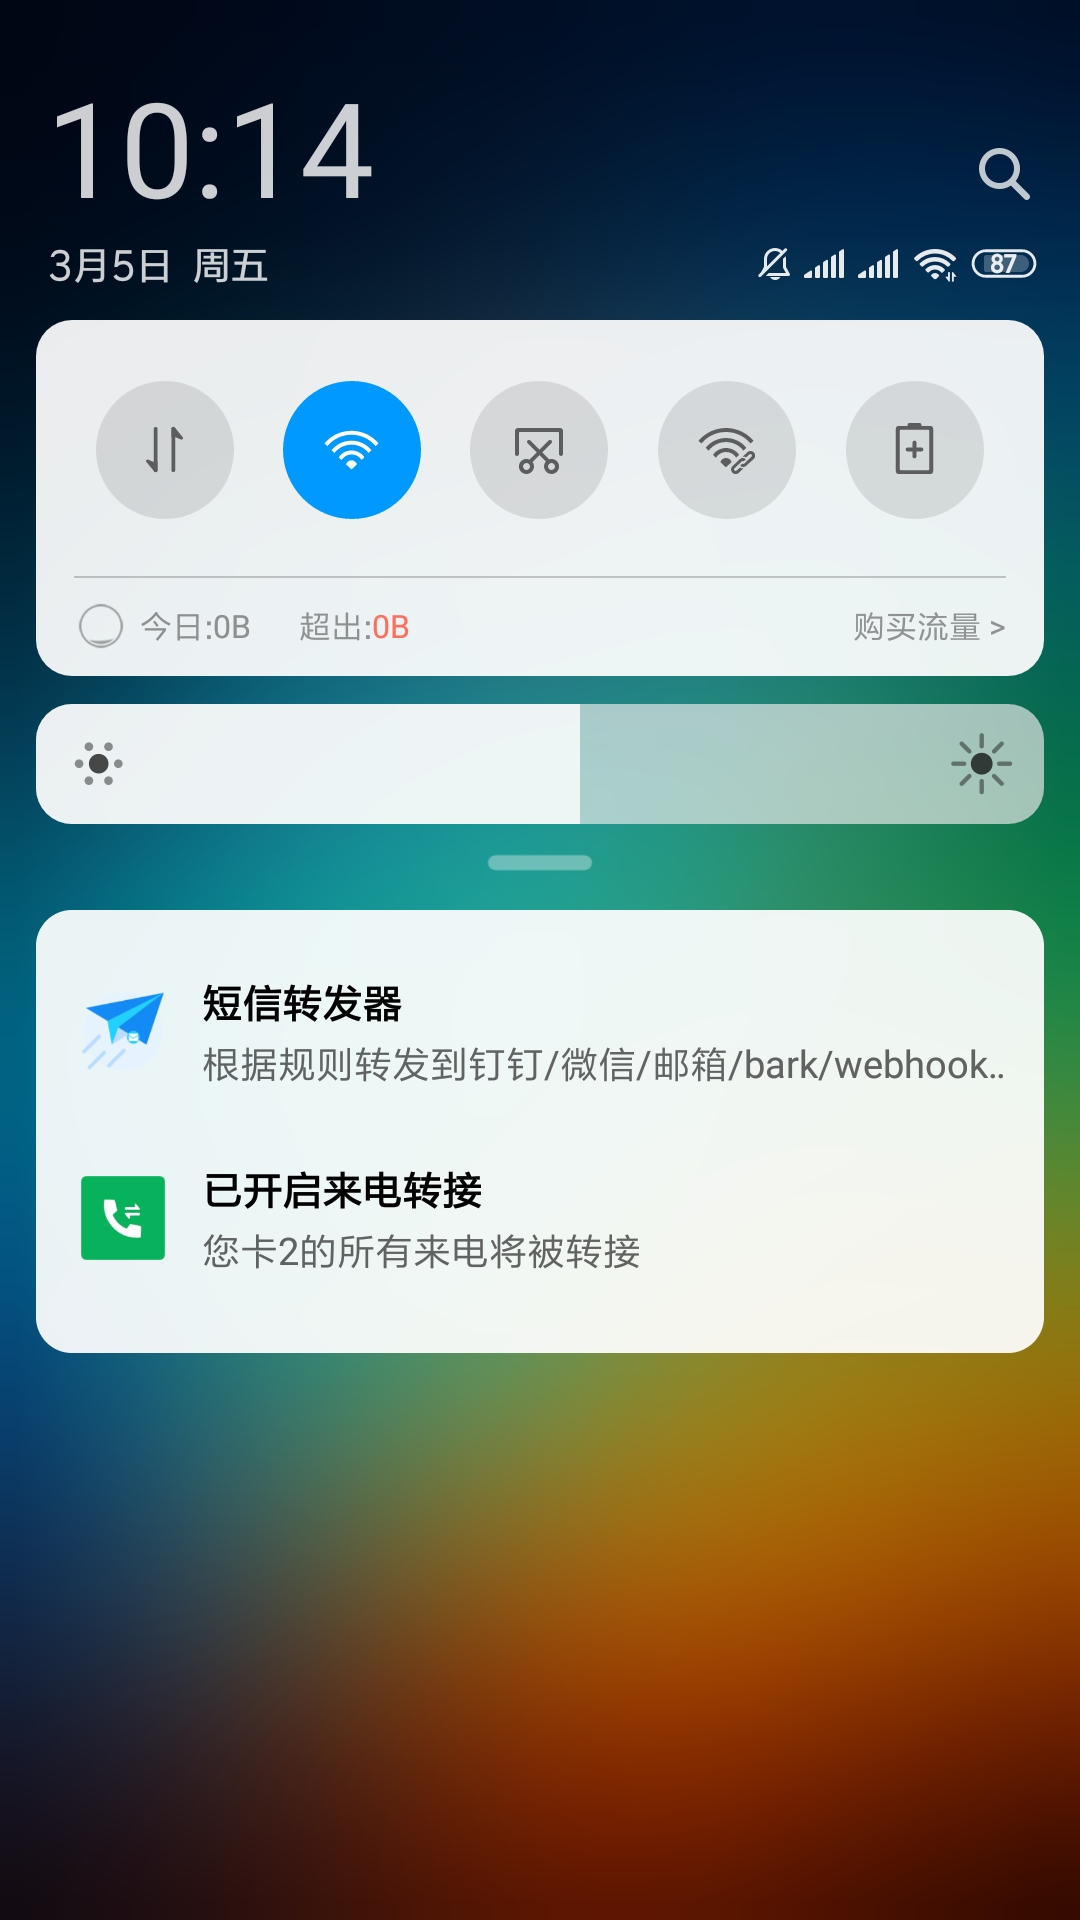 10:14
3月5日 周五
87
今日:0B 超出:0B 购买流量 >
短信转发器
根据规则转发到钉钉/微信/邮箱/bark/webhook..
已开启来电转接
您卡2的所有来电将被转接